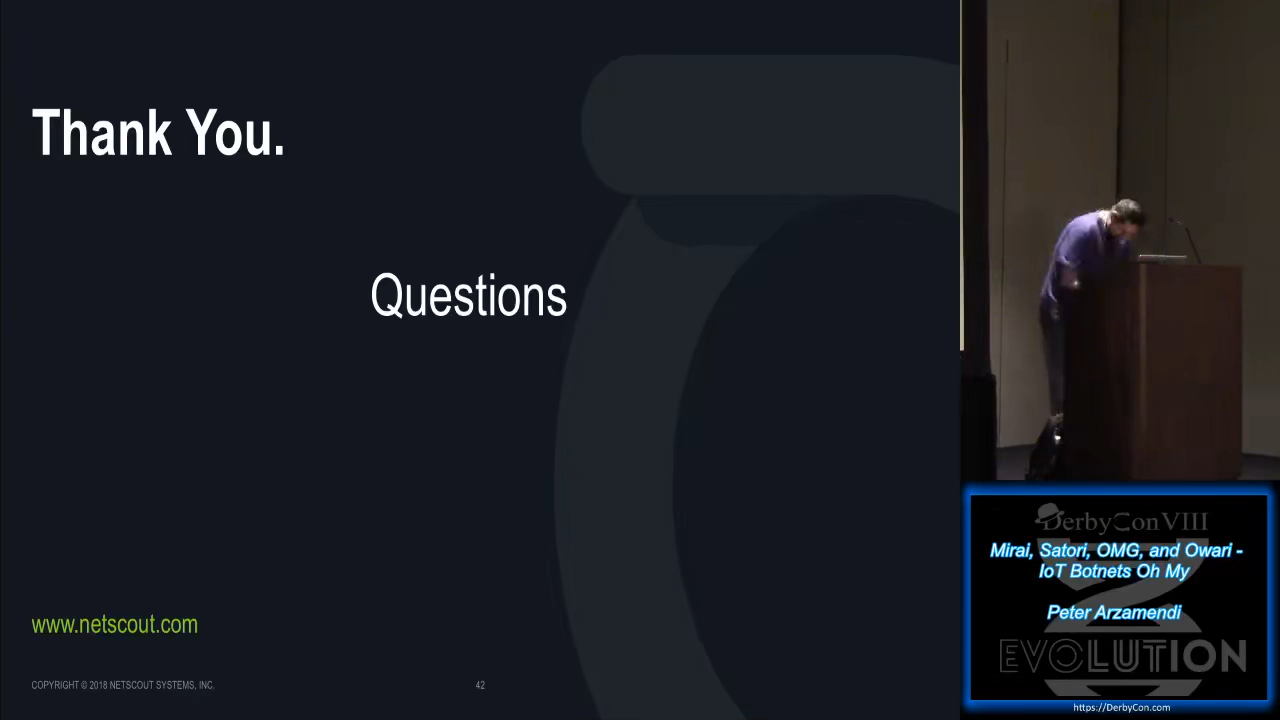 Thank You.
Questions
www.netscout.com
COPYRIGHT © 2018 NETSCOUT SYSTEMS, INC.
42
DerbyCon VIII
Mirai, Satori, OMG, and Owari -
IoT Botnets Oh My
Peter Arzamendi
EVOLUTION
https://DerbyCon.com